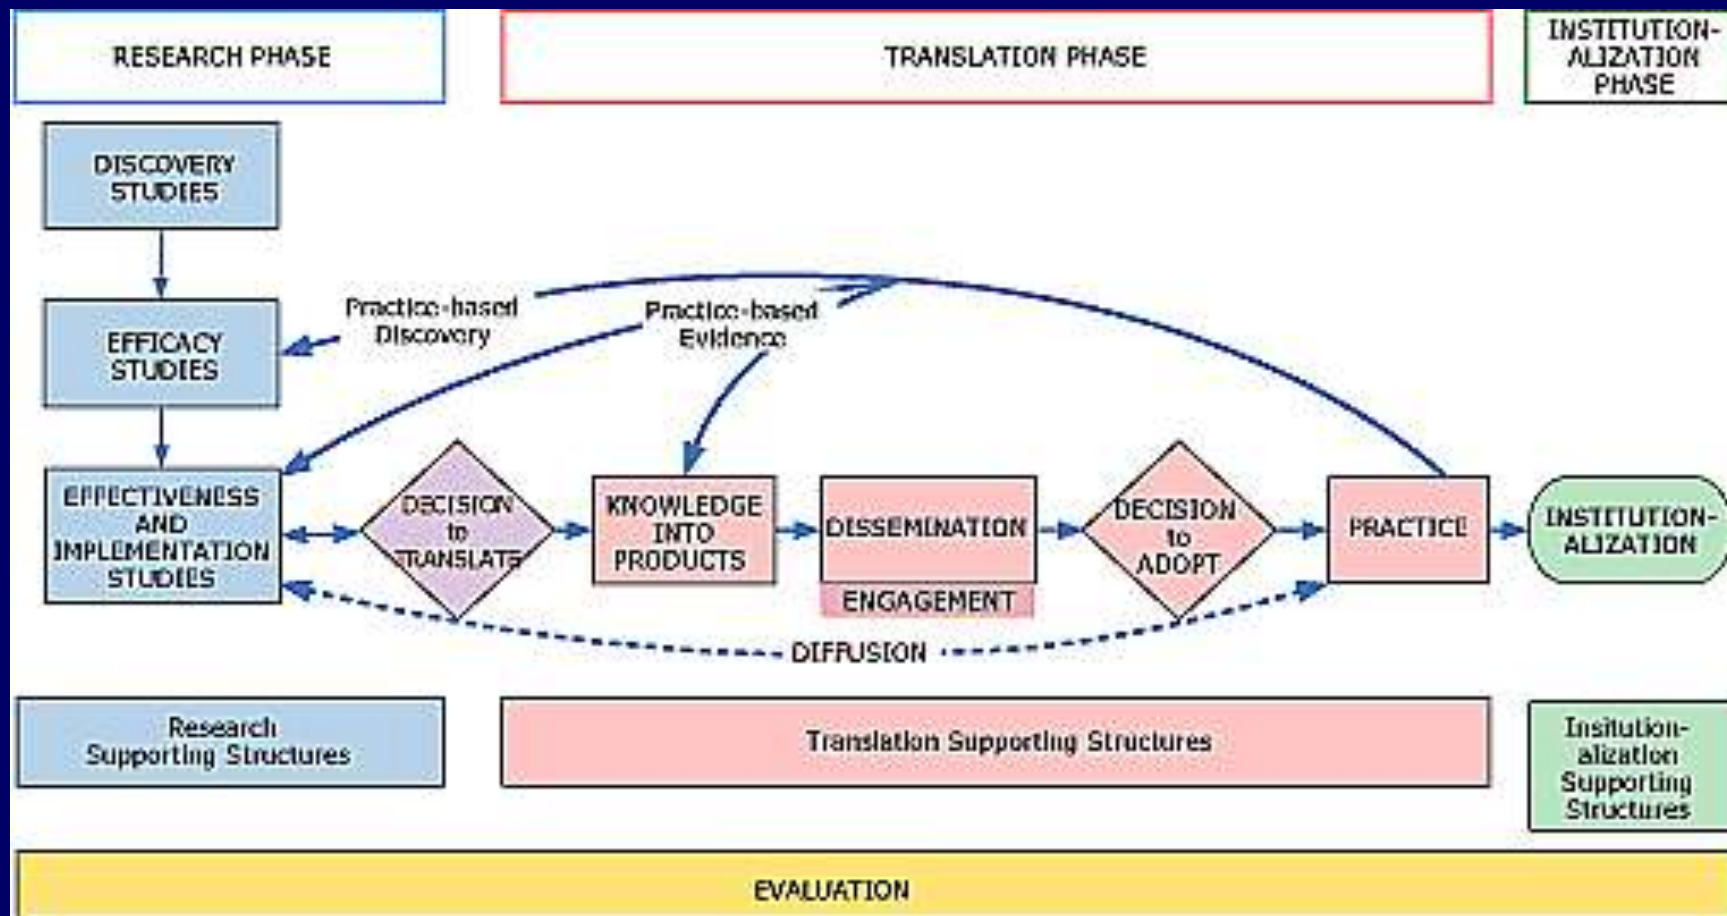 RESEARCH PHASE
TRANSLATION PHASE
INSTITUTION-
ALIZATION
PHASE
DISCOVERY
STUDIES
EFFICACY
STUDIES
Practice-based
Discovery
Practice-based
Evidence
EFFECTIVENESS
AND
IMPLEMENTATION
STUDIES
DECISION
to
TRANSLATE
KNOWLEDGE
INTO
PRODUCTS
DISSEMINATION
ENGAGEMENT
DECISION
to
ADOPT
PRACTICE
INSTITUTION-
ALIZATION
DIFFUSION
Research
Supporting Structures
Translation Supporting Structures
Insitution-
alization
Supporting
Structures
EVALUATION